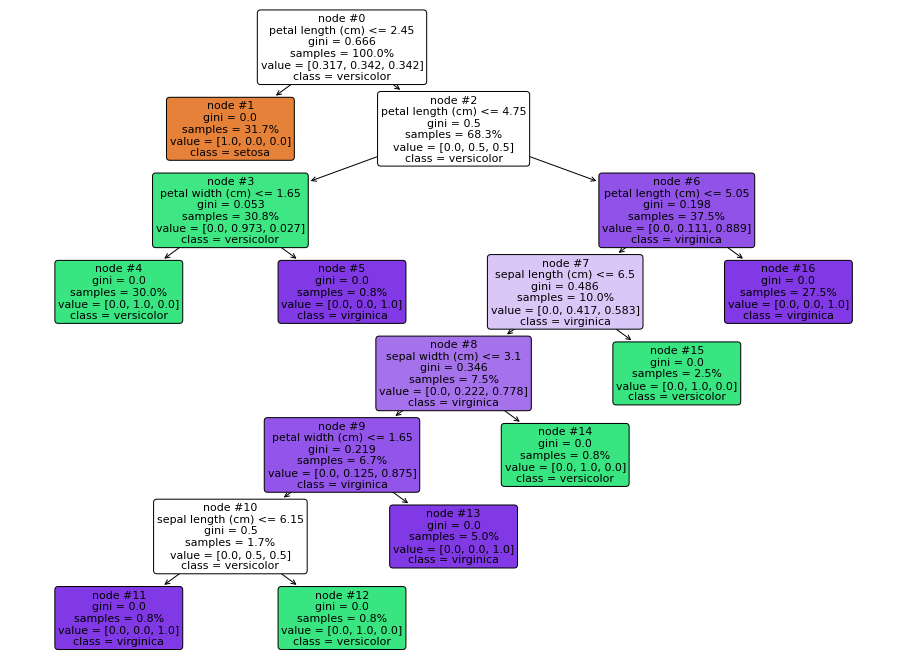 node #0
petal length (cm) <= 2.45
gini = 0.666
samples = 100.0%
value = [0.317, 0.342, 0.342]
class = versicolor
node #1
gini = 0.0
samples = 31.7%
value = [1.0, 0.0, 0.0]
class = setosa
node #2
petal length (cm) <= 4.75
gini = 0.5
samples = 68.3%
value = [0.0, 0.5, 0.5]
class = versicolor
node #3
petal width (cm) <= 1.65
gini = 0.053
samples = 30.8%
value = [0.0, 0.973, 0.027]
class = versicolor
node #6
petal length (cm) <= 5.05
gini = 0.198
samples = 37.5%
value = [0.0, 0.111, 0.889]
class = virginica
node #4
gini = 0.0
samples = 30.0%
value = [0.0, 1.0, 0.0]
class = versicolor
node #5
gini = 0.0
samples = 0.8%
value = [0.0, 0.0, 1.0]
class = virginica
node #7
sepal length (cm) <= 6.5
gini = 0.486
samples = 10.0%
value = [0.0, 0.417, 0.583]
class = virginica
node #16
gini = 0.0
samples = 27.5%
value = [0.0, 0.0, 1.0]
class = virginica
node #8
sepal width (cm) <= 3.1
gini = 0.346
samples = 7.5%
value = [0.0, 0.222, 0.778]
class = virginica
node #15
gini = 0.0
samples = 2.5%
value = [0.0, 1.0, 0.0]
class = versicolor
node #9
petal width (cm) <= 1.65
gini = 0.219
samples = 6.7%
value = [0.0, 0.125, 0.875]
class = virginica
node #14
gini = 0.0
samples = 0.8%
value = [0.0, 1.0, 0.0]
class = versicolor
node #10
sepal length (cm) <= 6.15
gini = 0.5
samples = 1.7%
value = [0.0, 0.5, 0.5]
class = versicolor
node #13
gini = 0.0
samples = 5.0%
value = [0.0, 0.0, 1.0]
class = virginica
node #11
gini = 0.0
samples = 0.8%
value = [0.0, 0.0, 1.0]
class = virginica
node #12
gini = 0.0
samples = 0.8%
value = [0.0, 1.0, 0.0]
class = versicolor